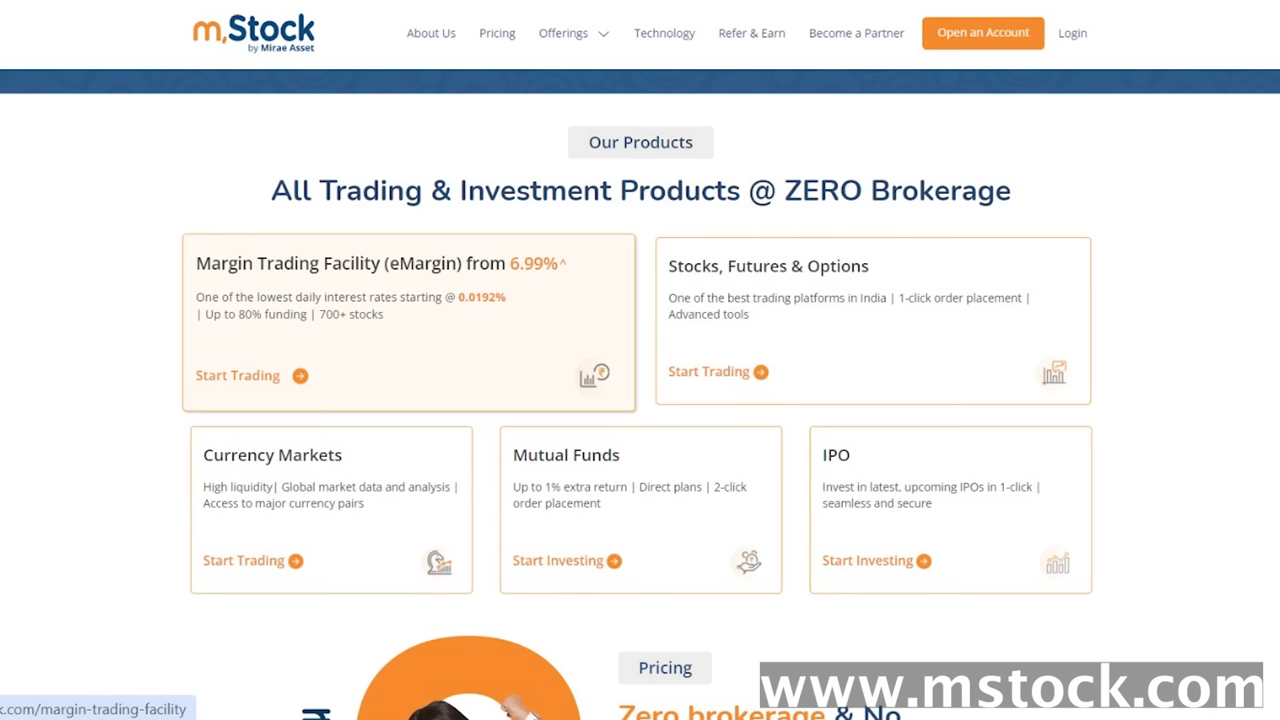 m.Stock
by Mirae Asset
About Us
Pricing
Offerings
Technology
Refer & Earn
Become a Partner
Open an Account
Login
Our Products
All Trading & Investment Products @ ZERO Brokerage
Margin Trading Facility (eMargin) from 6.99%^
One of the lowest daily interest rates starting @ 0.0192%
| Up to 80% funding | 700+ stocks
Start Trading
Stocks, Futures & Options
One of the best trading platforms in India | 1-click order placement |
Advanced tools
Start Trading
Currency Markets
High liquidity| Global market data and analysis |
Access to major currency pairs
Start Trading
Mutual Funds
Up to 1% extra return | Direct plans | 2-click
order placement
Start Investing
IPO
Invest in latest, upcoming IPOs in 1-click |
seamless and secure
Start Investing
Pricing
Zero brokerage & No
www.mstock.com
k.com/margin-trading-facility